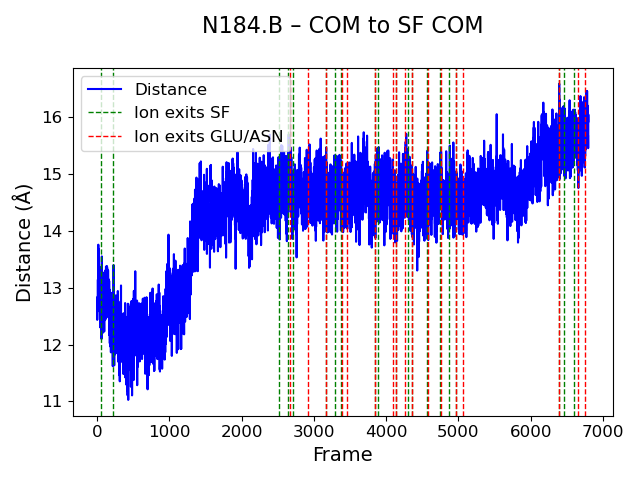 N184.B – COM to SF COM
Distance
Ion exits SF
Ion exits GLU/ASN
Distance (Å)
16
15
14
13
12
11
0 1000 2000 3000 4000 5000 6000 7000
Frame